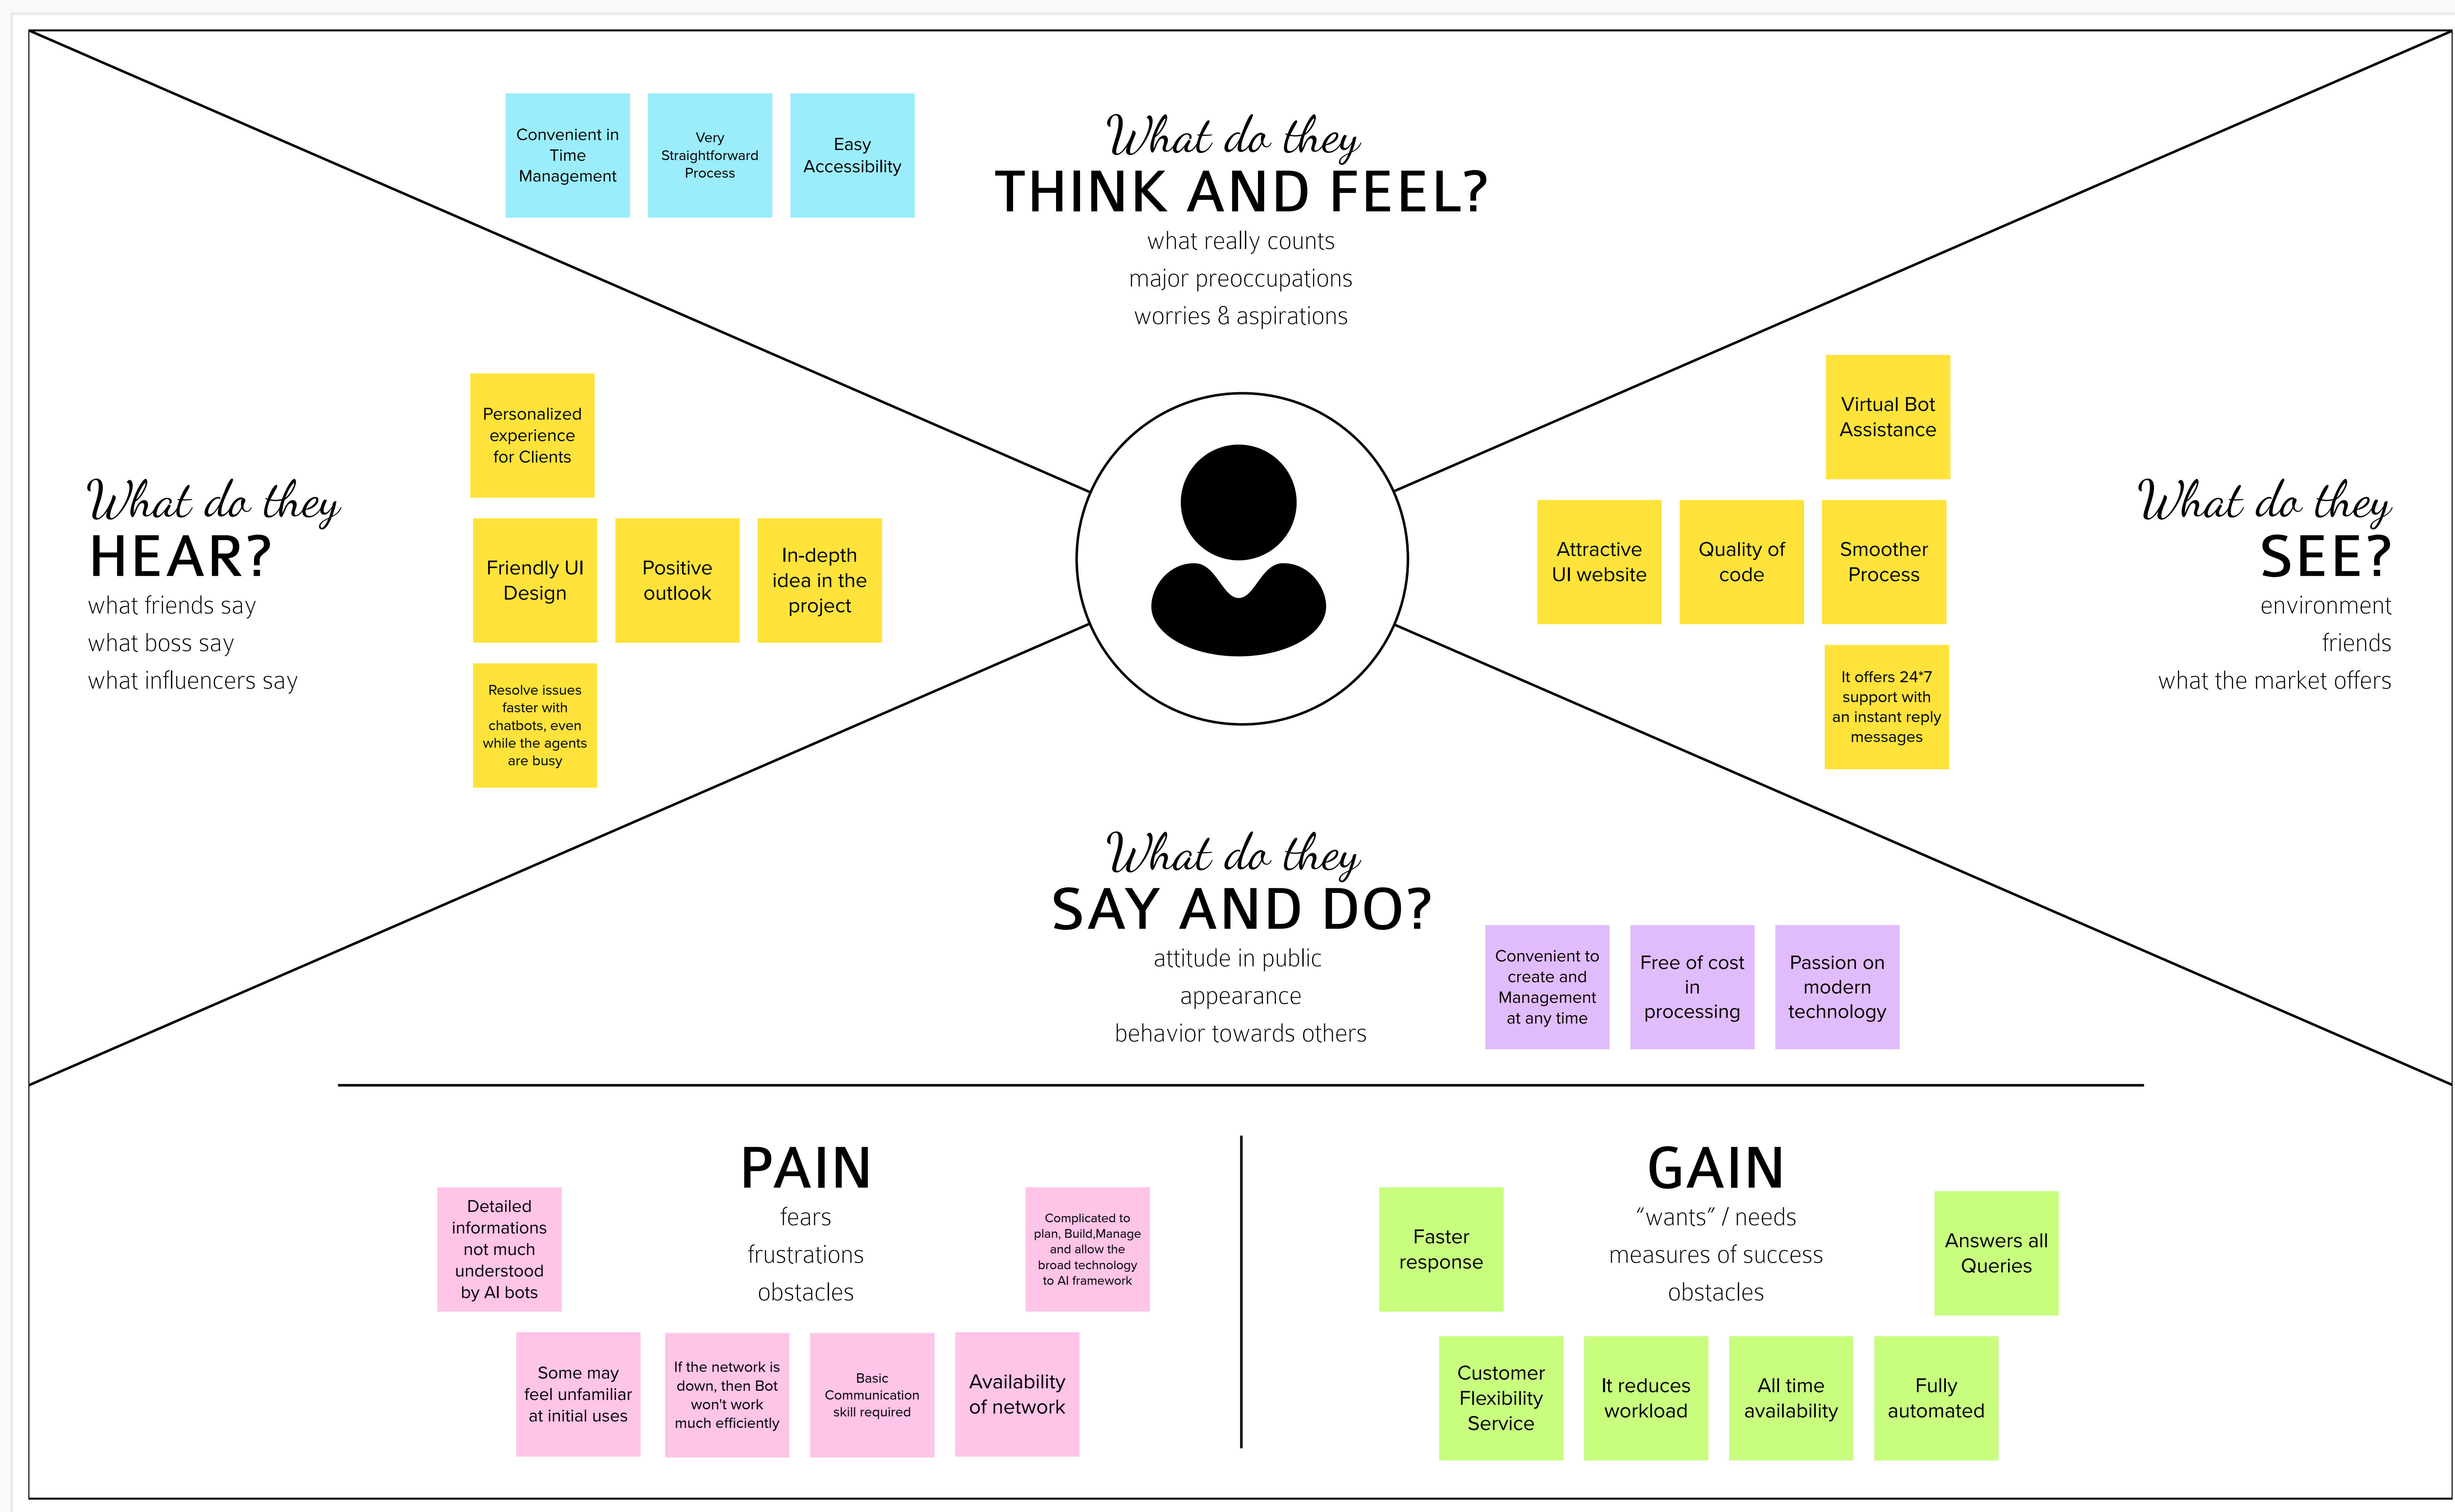 Convenient in
Time
Management
Very
Straightforward
Process
Easy
Accessibility
What do they
THINK AND FEEL?
what really counts
major preoccupations
worries & aspirations
What do they
HEAR?
what friends say
what boss say
what influencers say
Personalized
experience
for Clients
Friendly UI
Design
Positive
outlook
In-depth
idea in the
project
Resolve issues
faster with
chatbots, even
while the agents
are busy
Virtual Bot
Assistance
Attractive
UI website
Quality of
code
Smoother
Process
It offers 24*7
support with
an instant reply
messages
What do they
SEE?
environment
friends
what the market offers
What do they
SAY AND DO?
attitude in public
appearance
behavior towards others
Convenient to
create and
Management
at any time
Free of cost
in
processing
Passion on
modern
technology
PAIN
fears
frustrations
obstacles
Detailed
informations
not much
understood
by AI bots
Complicated to
plan, Build,Manage
and allow the
broad technology
to AI framework
Some may
feel unfamiliar
at initial uses
If the network is
down, then Bot
won't work
much efficiently
Basic
Communication
skill required
Availability
of network
GAIN
“wants” / needs
measures of success
obstacles
Faster
response
Answers all
Queries
Customer
Flexibility
Service
It reduces
workload
All time
availability
Fully
automated